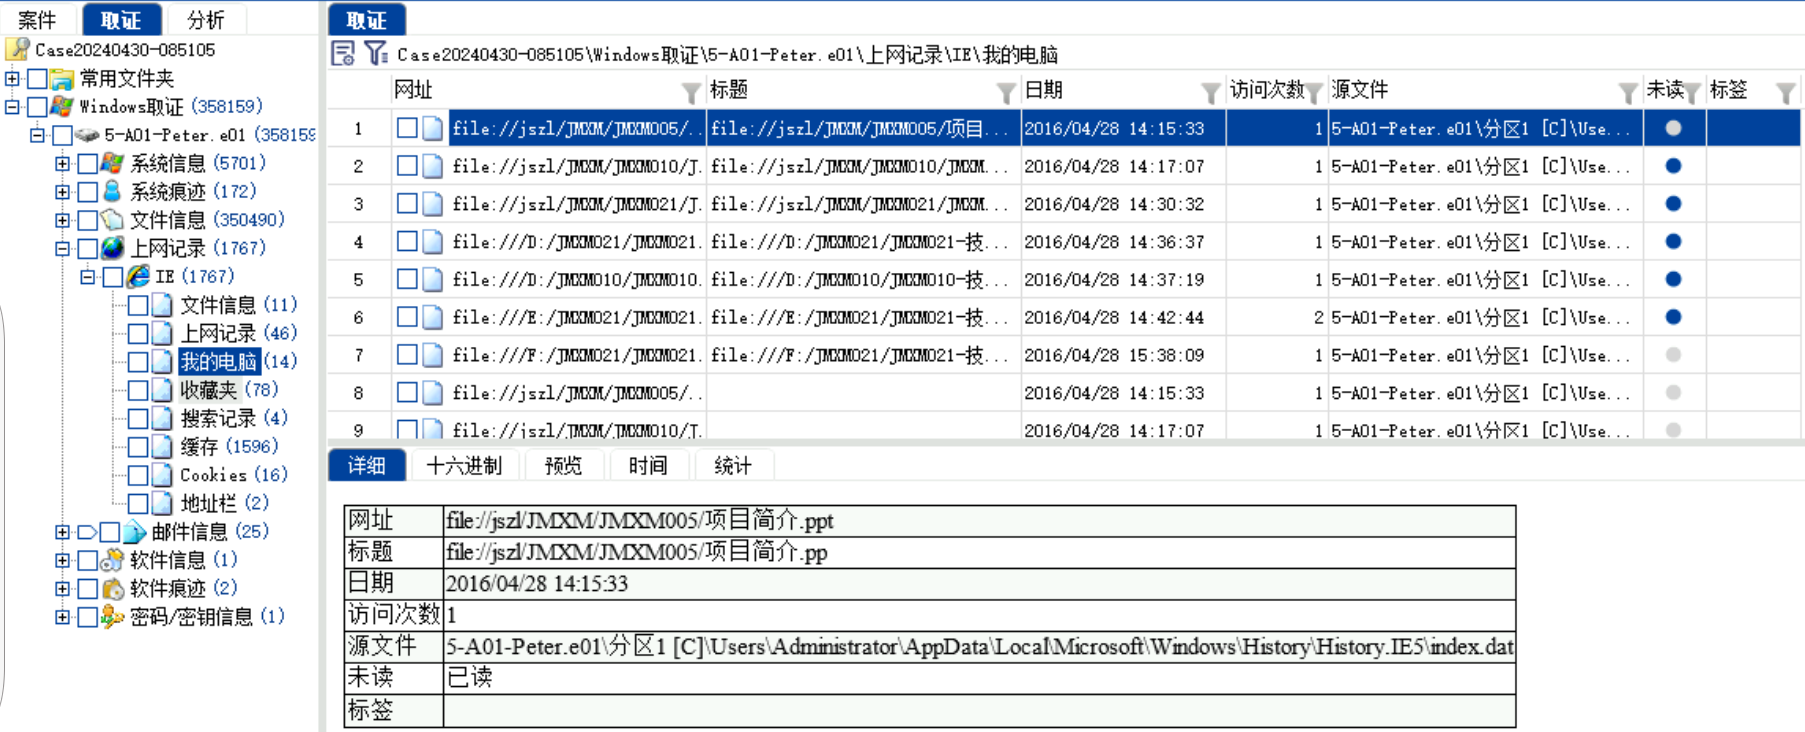 案件 取证 分析
Case20240430-085105
常用文件夹
Windows取证 (358159)
5-A01-Peter.e01 (358159
系统信息 (5701)
系统痕迹 (172)
文件信息 (350490)
上网记录 (1767)
IE (1767)
文件信息 (11)
上网记录 (46)
我的电脑 (14)
收藏夹 (78)
搜索记录 (4)
缓存 (1596)
Cookies (16)
地址栏 (2)
邮件信息 (25)
软件信息 (1)
软件痕迹 (2)
密码/密钥信息 (1)
取证
Case20240430-085105\Windows取证\5-A01-Peter.e01\上网记录\IE\我的电脑
网址 标题 日期 访问次数 源文件 未读 标签
1 file://jszl/JMXM/JMXM005/.. file://jszl/JMXM/JMXM005/项目... 2016/04/28 14:15:33 1 5-A01-Peter.e01\分区1 [C]\Use...
2 file://jszl/JMXM/JMXM010/J. file://jszl/JMXM/JMXM010/JMXM... 2016/04/28 14:17:07 1 5-A01-Peter.e01\分区1 [C]\Use...
3 file://jszl/JMXM/JMXM021/J. file://jszl/JMXM/JMXM021/JMXM... 2016/04/28 14:30:32 1 5-A01-Peter.e01\分区1 [C]\Use...
4 file:///D:/JMXM021/JMXM021. file:///D:/JMXM021/JMXM021-技... 2016/04/28 14:36:37 1 5-A01-Peter.e01\分区1 [C]\Use...
5 file:///D:/JMXM010/JMXM010. file:///D:/JMXM010/JMXM010-技... 2016/04/28 14:37:19 1 5-A01-Peter.e01\分区1 [C]\Use...
6 file:///E:/JMXM021/JMXM021. file:///E:/JMXM021/JMXM021-技... 2016/04/28 14:42:44 2 5-A01-Peter.e01\分区1 [C]\Use...
7 file:///F:/JMXM021/JMXM021. file:///F:/JMXM021/JMXM021-技... 2016/04/28 15:38:09 1 5-A01-Peter.e01\分区1 [C]\Use...
8 file://jszl/JMXM/JMXM005/.. 2016/04/28 14:15:33 1 5-A01-Peter.e01\分区1 [C]\Use...
9 file://jszl/JMXM/JMXM010/J. 2016/04/28 14:17:07 1 5-A01-Peter.e01\分区1 [C]\Use...
详细 十六进制 预览 时间 统计
网址 file://jszl/JMXM/JMXM005/项目简介.ppt
标题 file://jszl/JMXM/JMXM005/项目简介.pp
日期 2016/04/28 14:15:33
访问次数 1
源文件 5-A01-Peter.e01\分区1 [C]\Users\Administrator\AppData\Local\Microsoft\Windows\History\History.IE5\index.dat
未读 已读
标签